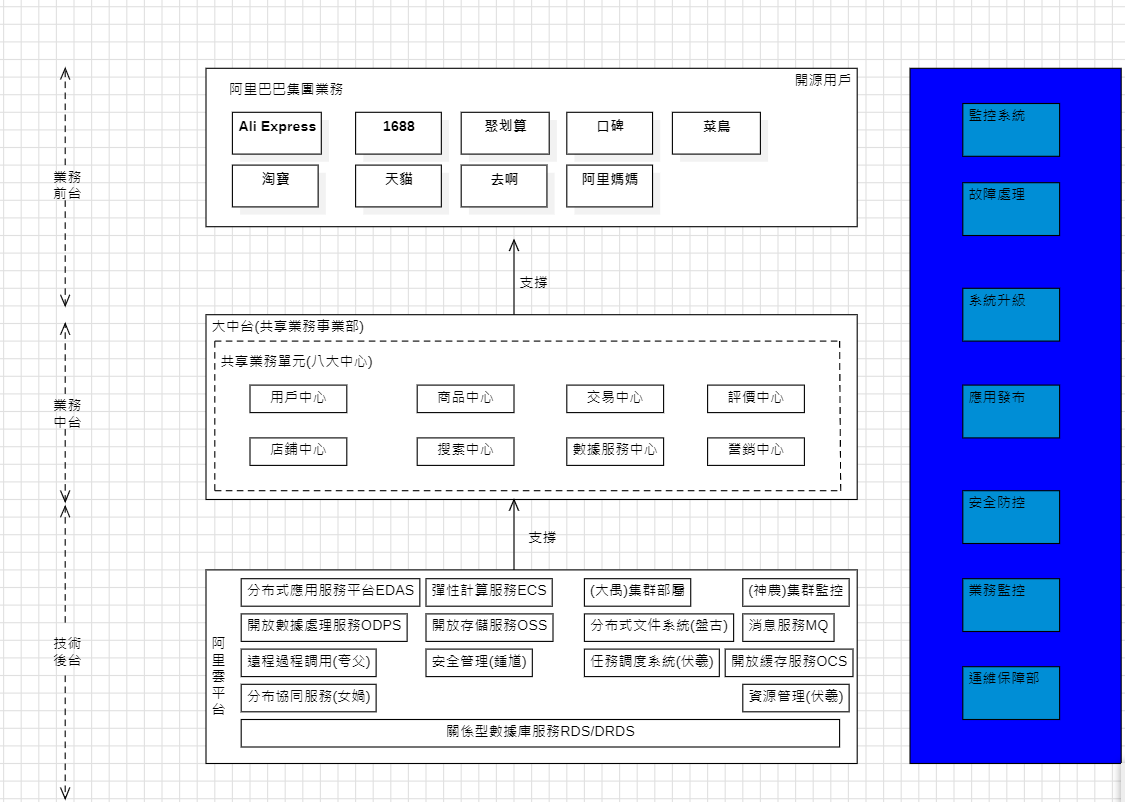 業務
前台
業務
中台
技術
後台
阿里巴巴集團業務
開源用戶
Ali Express
1688
聚划算
口碑
菜鳥
淘寶
天貓
去啊
阿里媽媽
支撐
大中台(共享業務事業部)
共享業務單元(八大中心)
用戶中心
商品中心
交易中心
評價中心
店鋪中心
搜索中心
數據服務中心
營銷中心
支撐
阿里雲平台
分布式應用服務平台EDAS
彈性計算服務ECS
(大禺)集群部屬
(神農)集群監控
開放數據處理服務ODPS
開放存儲服務OSS
分布式文件系統(盤古)
消息服務MQ
遠程過程調用(夸父)
安全管理(鍾馗)
任務調度系統(伏羲)
開放缓存服務OCS
分布協同服務(女媧)
資源管理(伏羲)
關係型數據庫服務RDS/DRDS
監控系統
故障處理
系統升級
應用發布
安全防控
業務監控
運維保障部